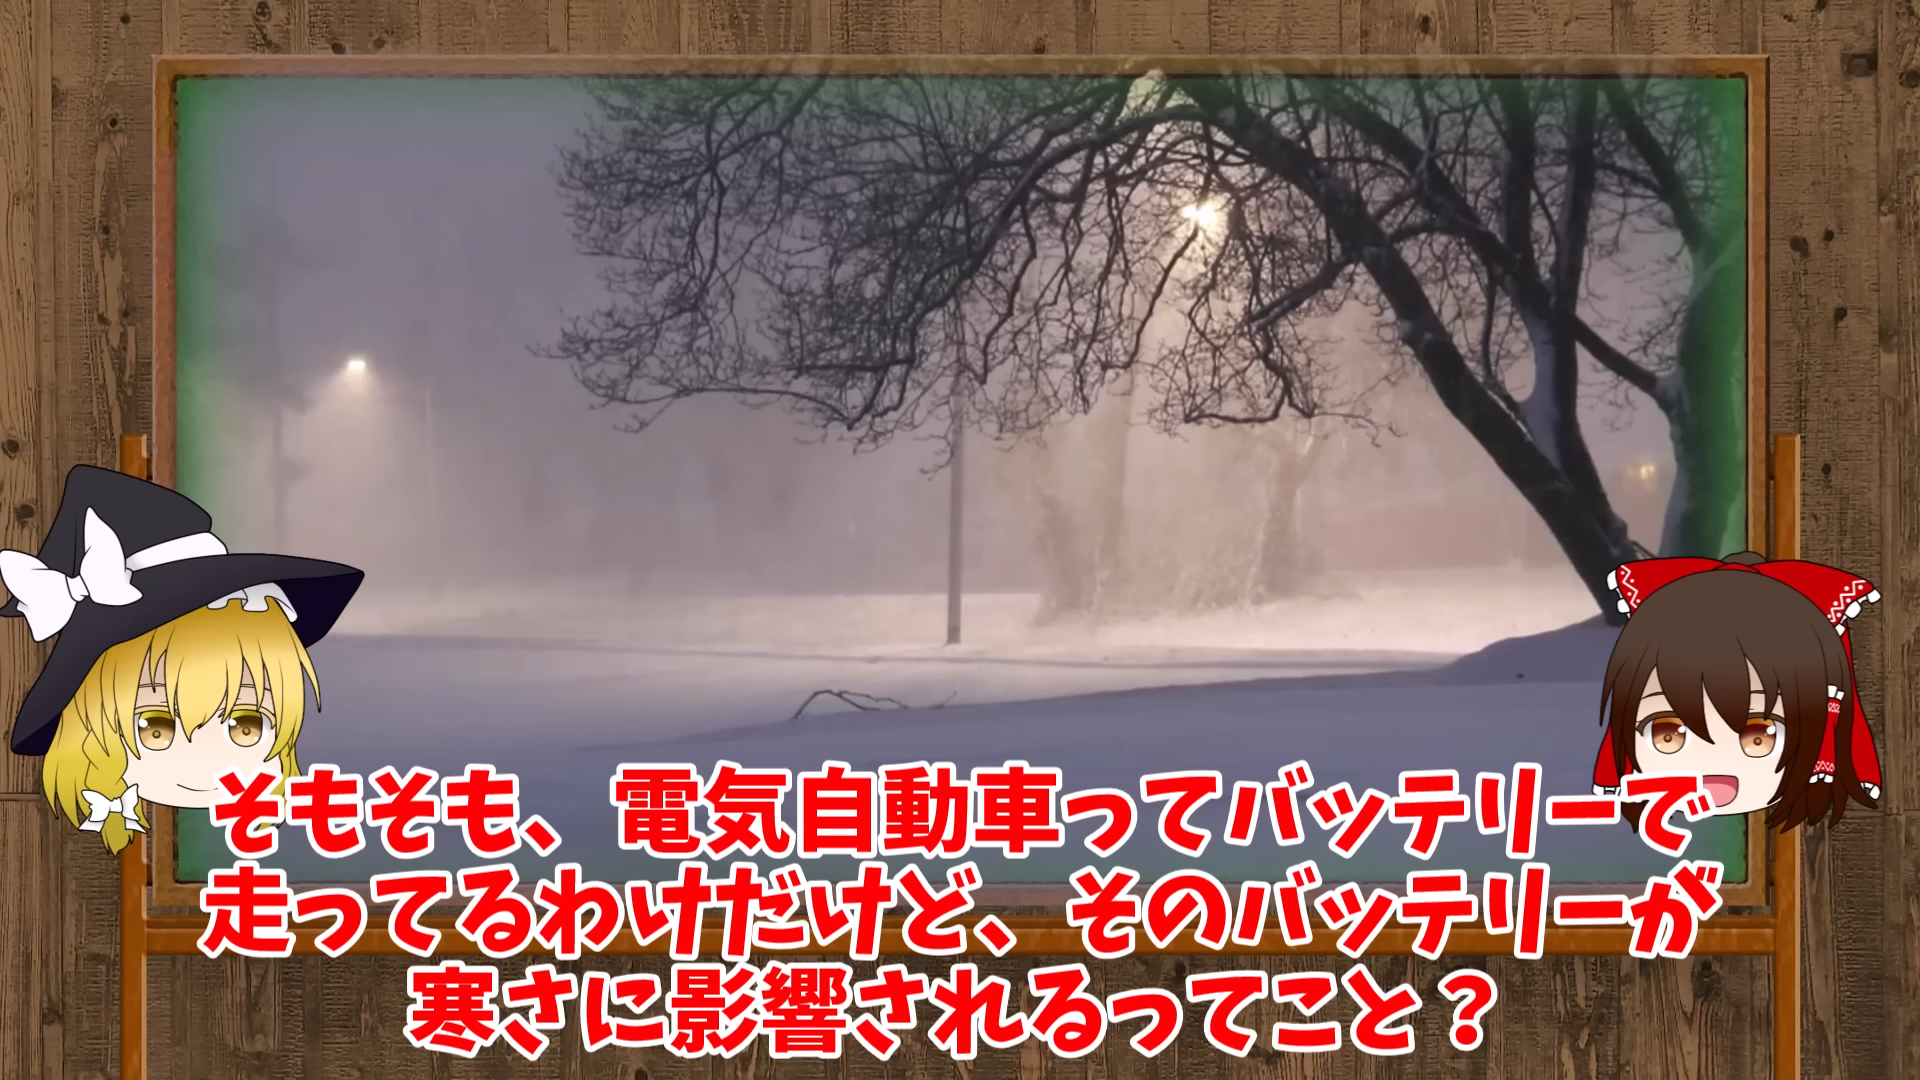 そもそも、電気自動車ってバッテリーで
走ってるわけだけど、そのバッテリーが
寒さに影響されるってこと？